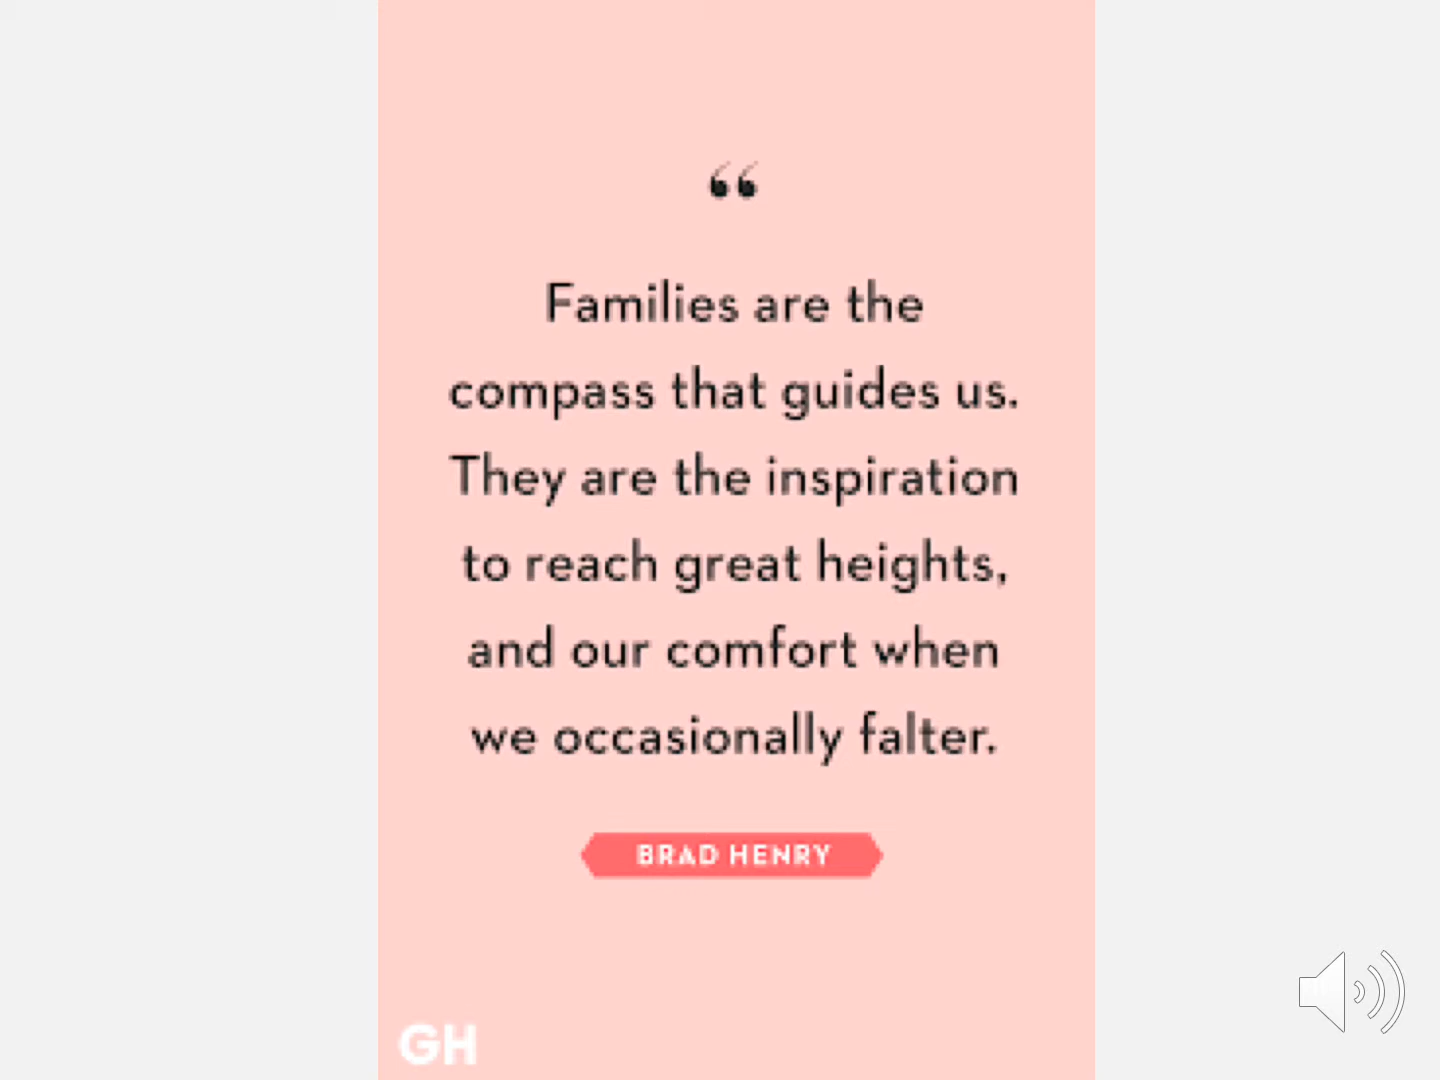 “
Families are the
compass that guides us.
They are the inspiration
to reach great heights,
and our comfort when
we occasionally falter.
BRAD HENRY
GH